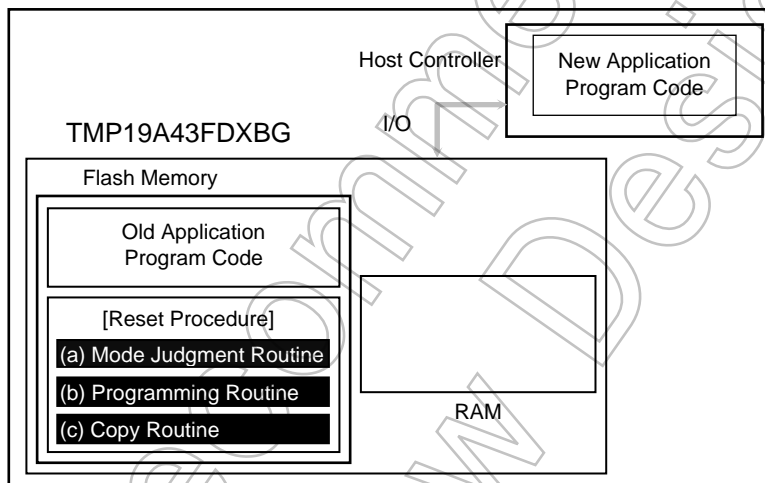 Host Controller
New Application
Program Code
I/O
TMP19A43FDXBG
Flash Memory
Old Application
Program Code
[Reset Procedure]
(a) Mode Judgment Routine
(b) Programming Routine
(c) Copy Routine
RAM